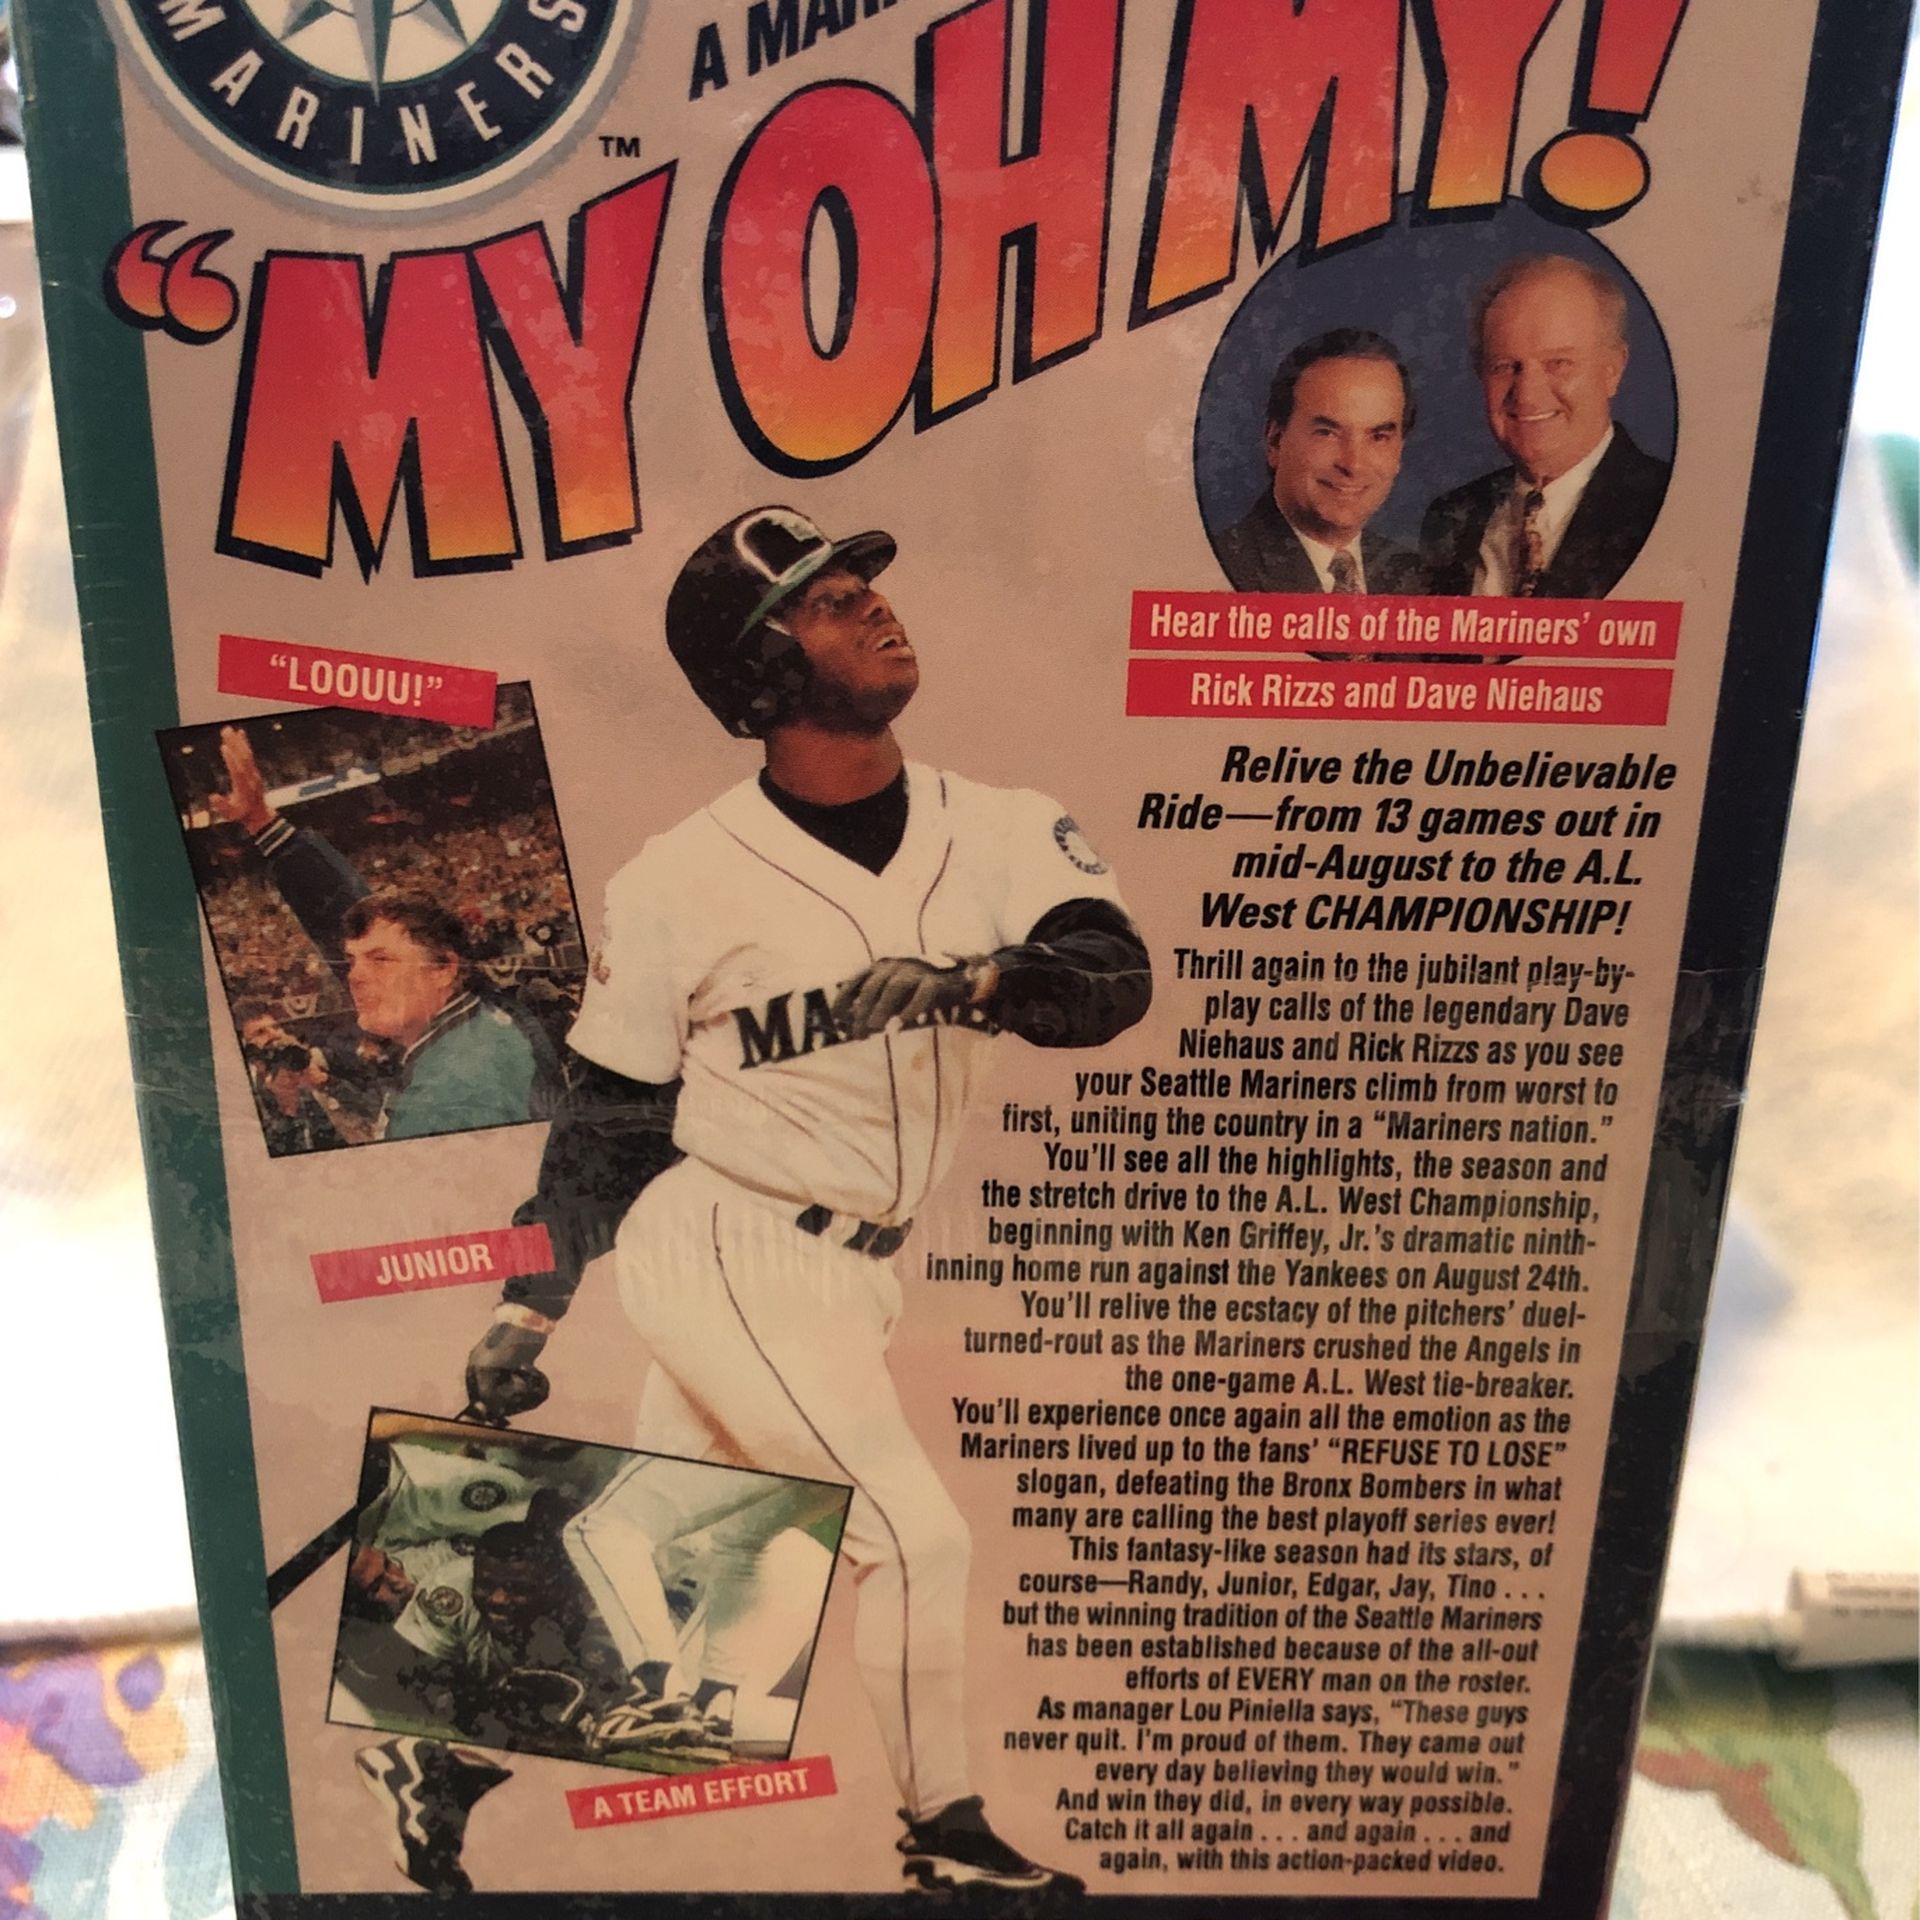 MARINERS
TM
A
"MY OH MY!
Hear the calls of the Mariners' own
Rick Rizzs and Dave Niehaus
"LOOUU!"
Relive the Unbelievable
Ride—from 13 games out in
mid-August to the A.L.
West CHAMPIONSHIP!
Thrill again to the jubilant play-by-
play calls of the legendary Dave
Niehaus and Rick Rizzs as you see
your Seattle Mariners climb from worst to
first, uniting the country in a "Mariners nation."
You'll see all the highlights, the season and
the stretch drive to the A.L. West Championship,
beginning with Ken Griffey, Jr.'s dramatic ninth-
inning home run against the Yankees on August 24th.
You'll relive the ecstacy of the pitchers' duel-
turned-rout as the Mariners crushed the Angels in
the one-game A.L. West tie-breaker.
You'll experience once again all the emotion as the
Mariners lived up to the fans' "REFUSE TO LOSE"
slogan, defeating the Bronx Bombers in what
many are calling the best playoff series ever!
This fantasy-like season had its stars, of
course—Randy, Junior, Edgar, Jay, Tino . . .
but the winning tradition of the Seattle Mariners
has been established because of the all-out
efforts of EVERY man on the roster.
As manager Lou Piniella says, "These guys
never quit. I'm proud of them. They came out
every day believing they would win."
And win they did, in every way possible.
Catch it all again . . . and again . . . and
again, with this action-packed video.
JUNIOR
A TEAM EFFORT